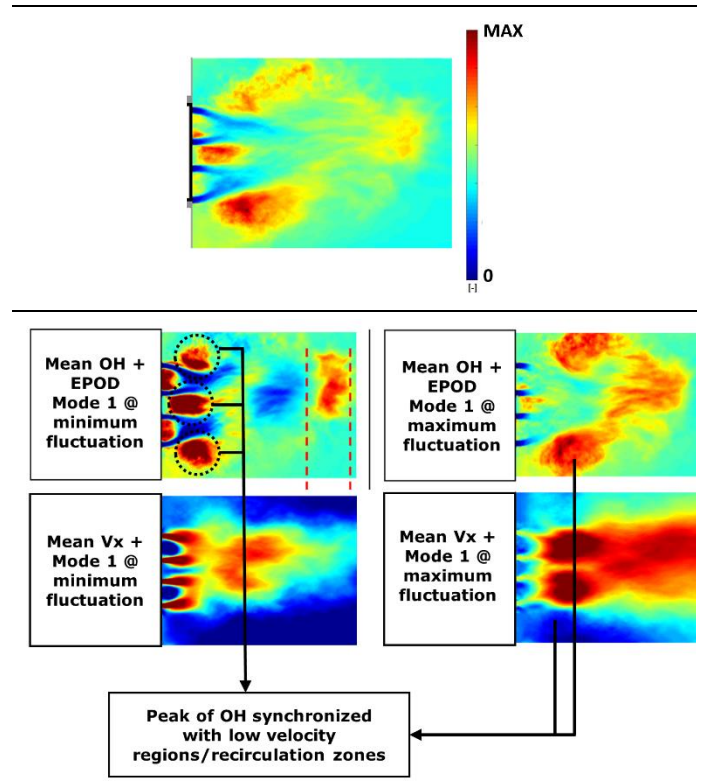 MAX
0
[-]
Mean OH +
EPOD
Mode 1 @
minimum
fluctuation
Mean OH +
EPOD
Mode 1 @
maximum
fluctuation
Mean Vx +
Mode 1 @
minimum
fluctuation
Mean Vx +
Mode 1 @
maximum
fluctuation
Peak of OH synchronized
with low velocity
regions/recirculation zones